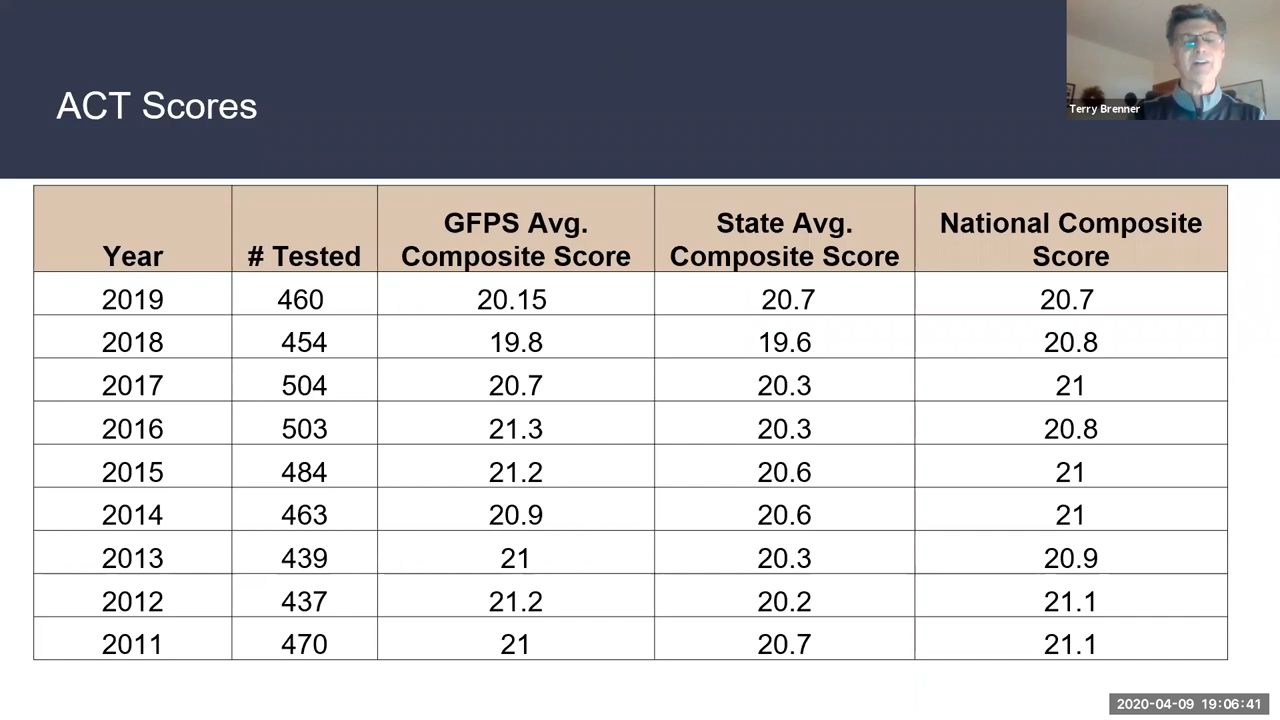 ACT Scores
Terry Brenner
Year # Tested GFPS Avg. Composite Score State Avg. Composite Score National Composite Score
2019 460 20.15 20.7 20.7
2018 454 19.8 19.6 20.8
2017 504 20.7 20.3 21
2016 503 21.3 20.3 20.8
2015 484 21.2 20.6 21
2014 463 20.9 20.6 21
2013 439 21 20.3 20.9
2012 437 21.2 20.2 21.1
2011 470 21 20.7 21.1
2020-04-09 19:06:41